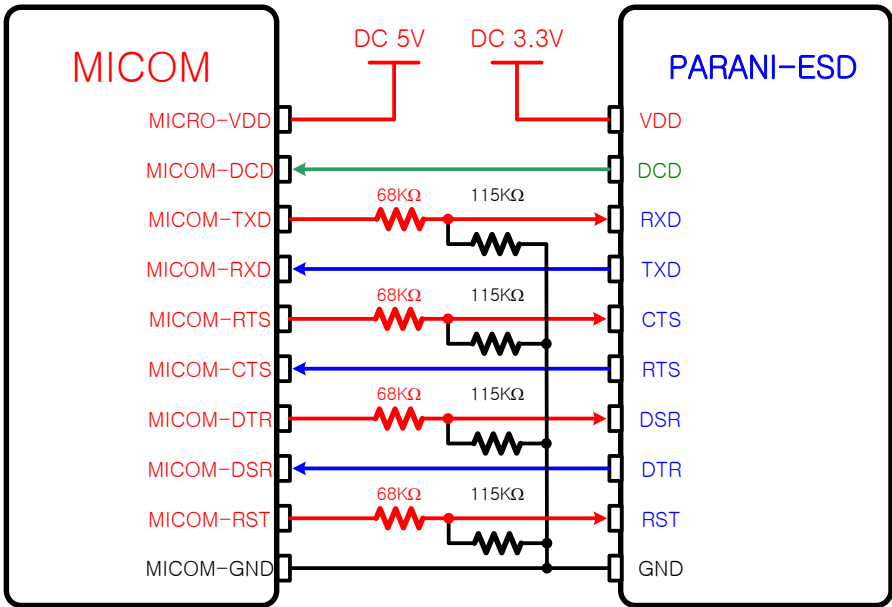 DC 5V DC 3.3V
MICOM PARANI-ESD
MICRO-VDD VDD
MICOM-DCD DCD
68KΩ 115KΩ
MICOM-TXD RXD
MICOM-RXD TXD
68KΩ 115KΩ
MICOM-RTS CTS
MICOM-CTS RTS
68KΩ 115KΩ
MICOM-DTR DSR
MICOM-DSR DTR
68KΩ 115KΩ
MICOM-RST RST
MICOM-GND GND